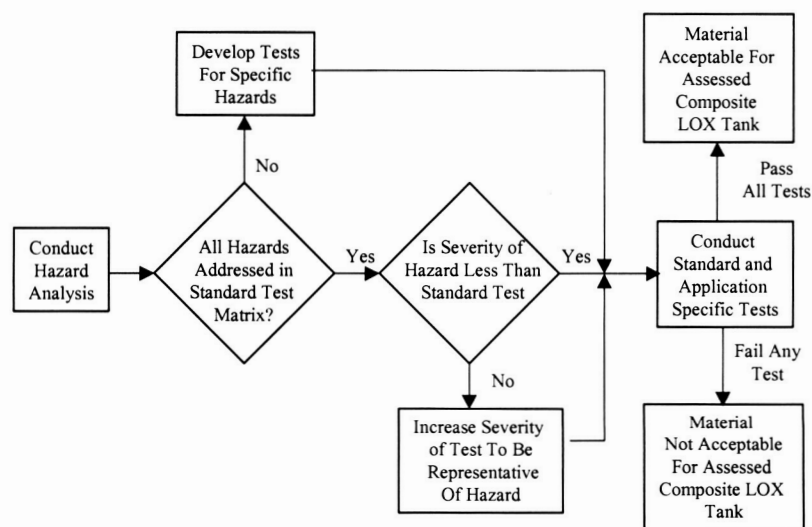 Develop Tests
For Specific
Hazards
Material
Acceptable For
Assessed
Composite
LOX Tank
No
Pass
All Tests
Conduct
Hazard
Analysis
All Hazards
Addressed in
Standard Test
Matrix?
Yes
Is Severity of
Hazard Less Than
Standard Test
Yes
Conduct
Standard and
Application
Specific Tests
No
Fail Any
Test
Increase Severity
of Test To Be
Representative
Of Hazard
Material
Not Acceptable
For Assessed
Composite LOX
Tank